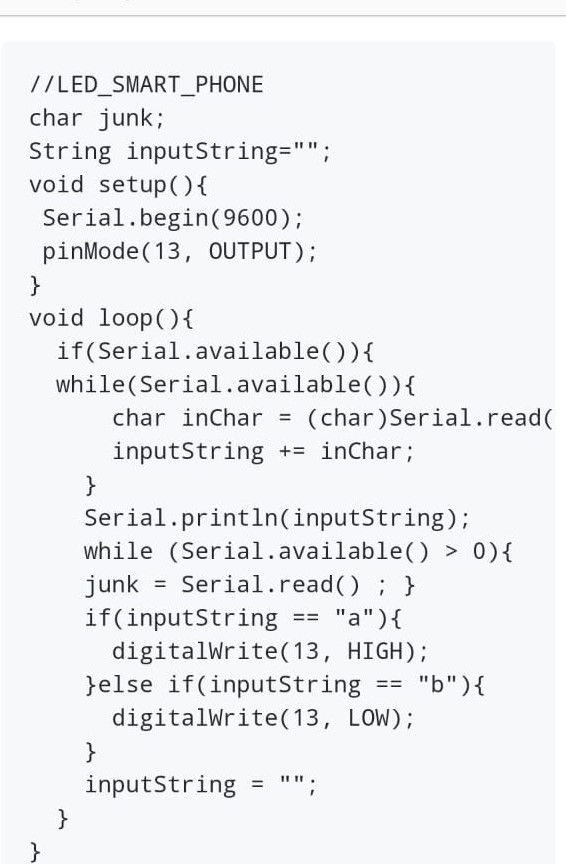 //LED_SMART_PHONE
char junk;
String inputString="";
void setup(){
 Serial.begin(9600);
 pinMode(13, OUTPUT);
}
void loop(){
  if(Serial.available()){
  while(Serial.available()){
      char inChar = (char)Serial.read(
      inputString += inChar;
    }
    Serial.println(inputString);
    while (Serial.available() > 0){
    junk = Serial.read() ; }
    if(inputString == "a"){
      digitalWrite(13, HIGH);
    }else if(inputString == "b"){
      digitalWrite(13, LOW);
    }
    inputString = "";
  }
}